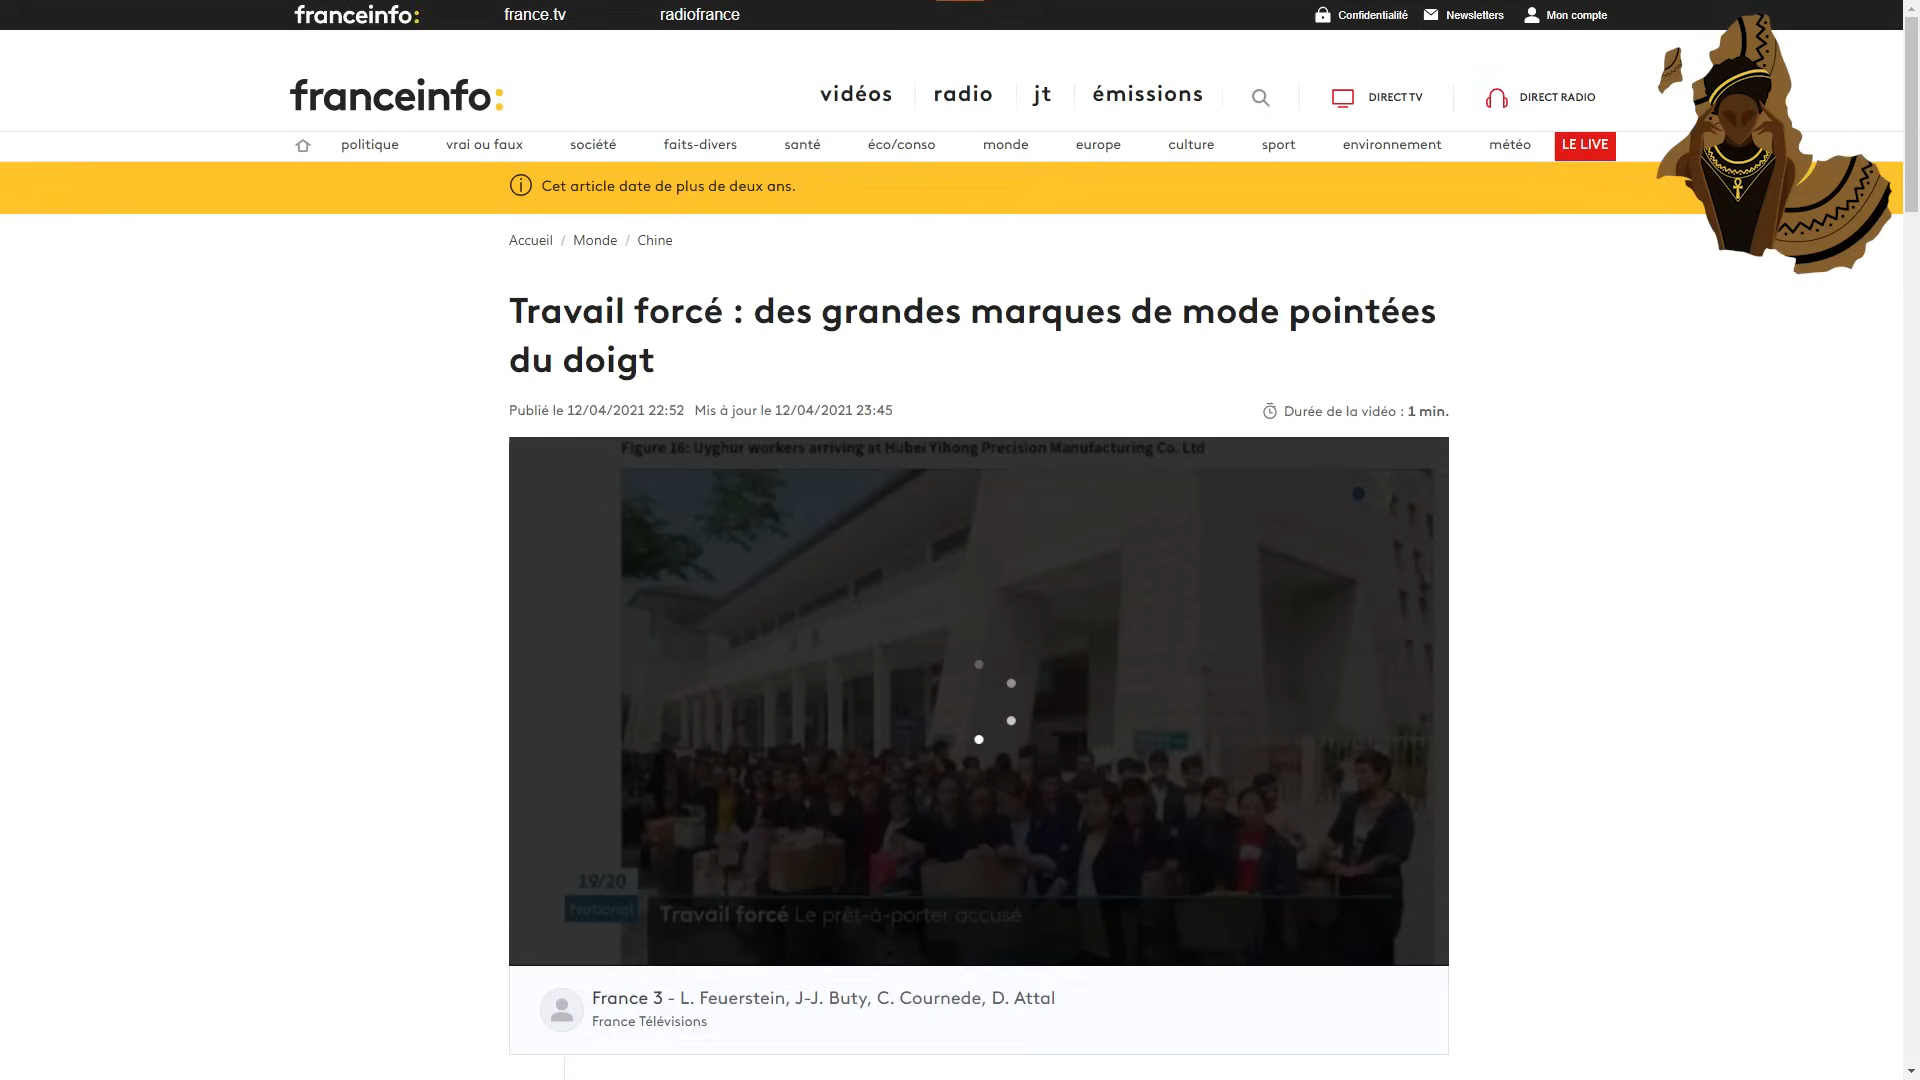 franceinfo: france.tv radiofrance Confidentialité Newsletters Mon compte
franceinfo: vidéos radio jt émissions DIRECT TV DIRECT RADIO
politique vrai ou faux société faits-divers santé éco/conso monde europe culture sport environnement météo LE LIVE
Cet article date de plus de deux ans.
Accueil / Monde / Chine
Travail forcé : des grandes marques de mode pointées
du doigt
Publié le 12/04/2021 22:52 Mis à jour le 12/04/2021 23:45 Durée de la vidéo : 1 min.
Figure 16: Uyghur workers arriving at Hubei Yihong Precision Manufacturing Co. Ltd
19/20
National
Travail forcé Le prêt-à-porter accusé
France 3 - L. Feuerstein, J-J. Buty, C. Cournede, D. Attal
France Télévisions